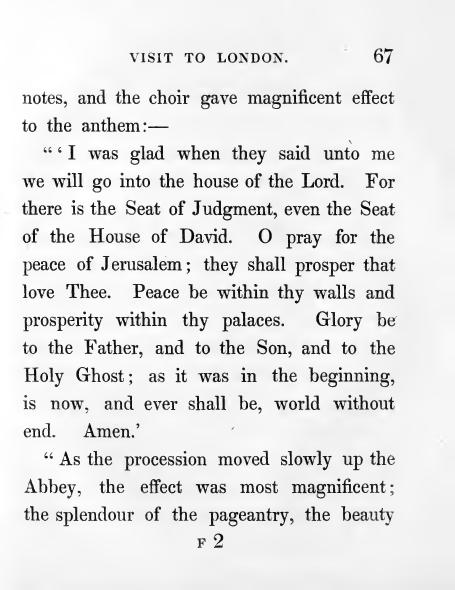 VISIT TO LONDON. 67
notes, and the choir gave magnificent effect
to the anthem:—
“‘I was glad when they said unto me
we will go into the house of the Lord. For
there is the Seat of Judgment, even the Seat
of the House of David. O pray for the
peace of Jerusalem; they shall prosper that
love Thee. Peace be within thy walls and
prosperity within thy palaces. Glory be
to the Father, and to the Son, and to the
Holy Ghost; as it was in the beginning,
is now, and ever shall be, world without
end. Amen.’
“As the procession moved slowly up the
Abbey, the effect was most magnificent;
the splendour of the pageantry, the beauty
F 2